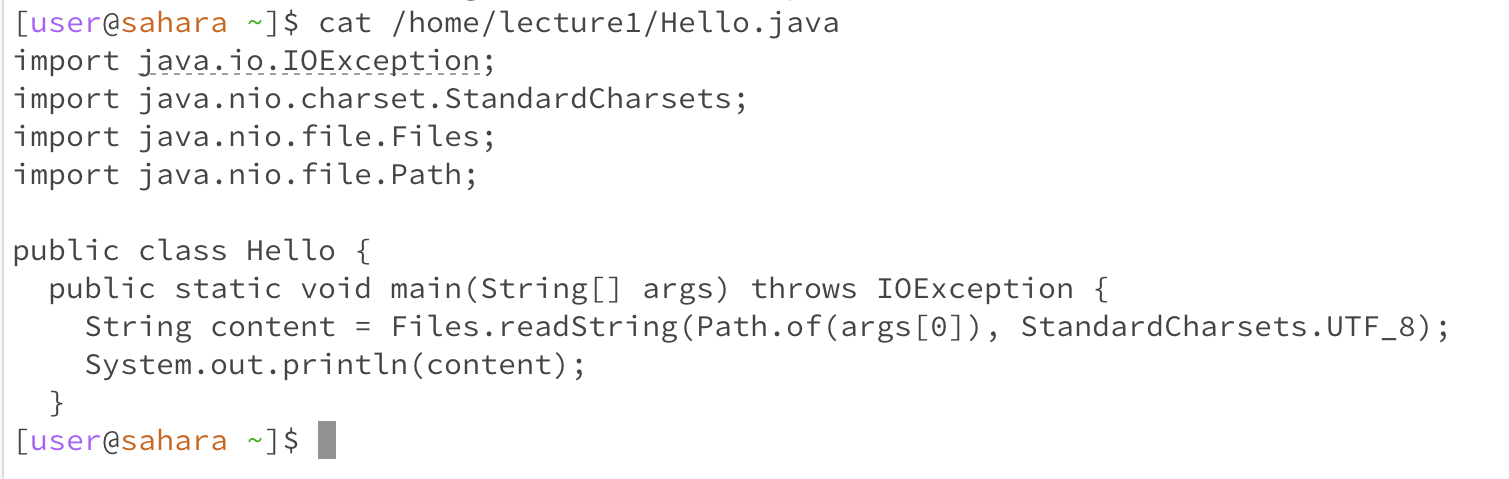 [user@sahara ~]$ cat /home/lecture1/Hello.java
import java.io.IOException;
import java.nio.charset.StandardCharsets;
import java.nio.file.Files;
import java.nio.file.Path;

public class Hello {
  public static void main(String[] args) throws IOException {
    String content = Files.readString(Path.of(args[0]), StandardCharsets.UTF_8);
    System.out.println(content);
  }
[user@sahara ~]$